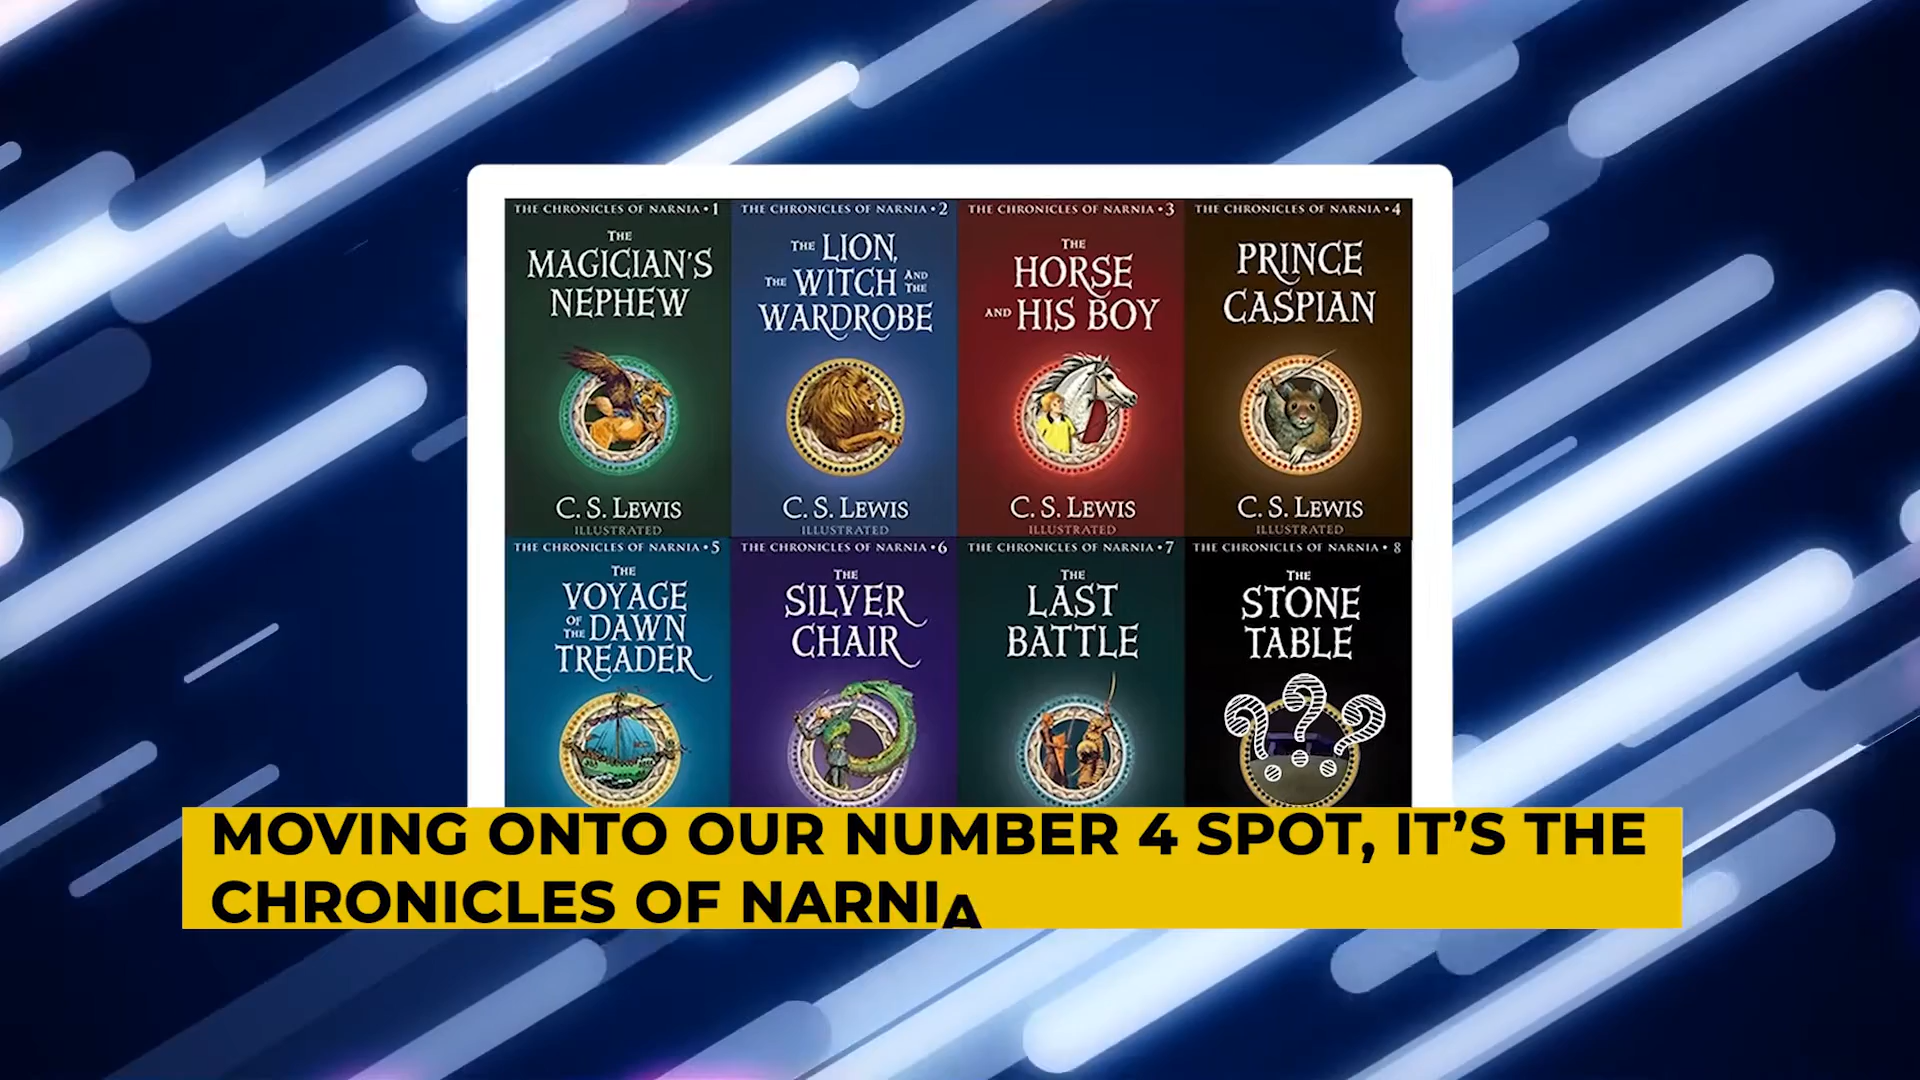 THE CHRONICLES OF NARNIA • 1
THE
MAGICIAN'S
NEPHEW
C. S. LEWIS
ILLUSTRATED
THE CHRONICLES OF NARNIA • 2
THE LION,
THE WITCH AND THE
WARDROBE
C. S. LEWIS
ILLUSTRATED
THE CHRONICLES OF NARNIA • 3
THE
HORSE
AND HIS BOY
C. S. LEWIS
ILLUSTRATED
THE CHRONICLES OF NARNIA • 4
PRINCE
CASPIAN
C. S. LEWIS
ILLUSTRATED
THE CHRONICLES OF NARNIA • 5
THE
VOYAGE
OF THE DAWN
TREADER
THE CHRONICLES OF NARNIA • 6
THE
SILVER
CHAIR
THE CHRONICLES OF NARNIA • 7
THE
LAST
BATTLE
THE CHRONICLES OF NARNIA • 8
THE
STONE
TABLE
???
MOVING ONTO OUR NUMBER 4 SPOT, IT’S THE
CHRONICLES OF NARNIA